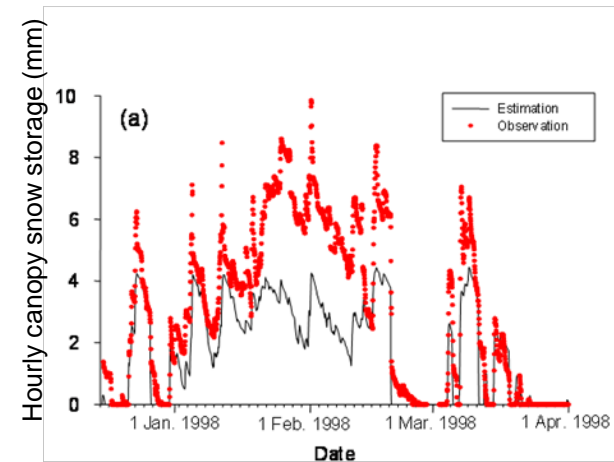 Hourly canopy snow storage (mm)
10
8
6
4
2
0
(a)
Estimation
Observation
1 Jan. 1998
1 Feb. 1998
1 Mar. 1998
1 Apr. 1998
Date